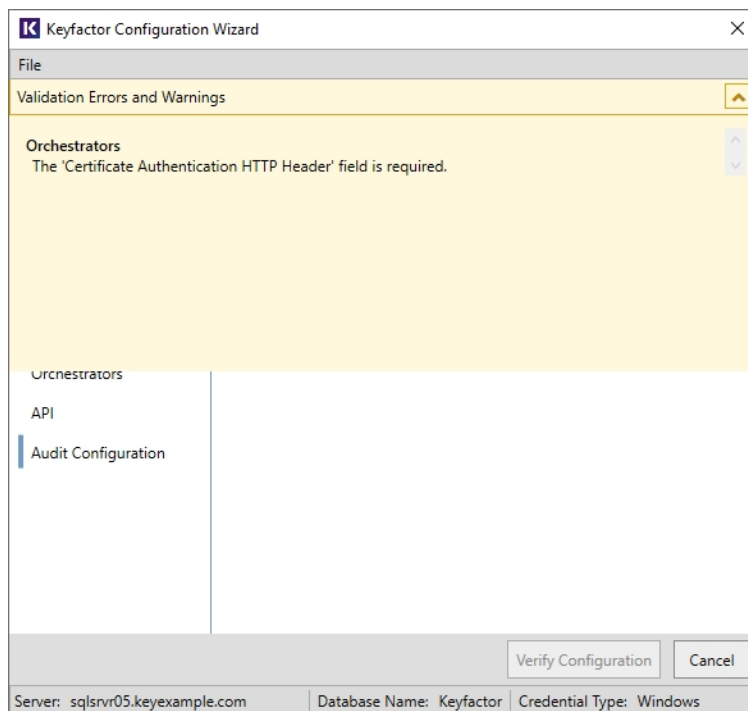 Keyfactor Configuration Wizard
File
Validation Errors and Warnings
Orchestrators
The 'Certificate Authentication HTTP Header' field is required.
Orchestrators
API
Audit Configuration
Verify Configuration Cancel
Server: sqlsrvr05.keyexample.com Database Name: Keyfactor Credential Type: Windows